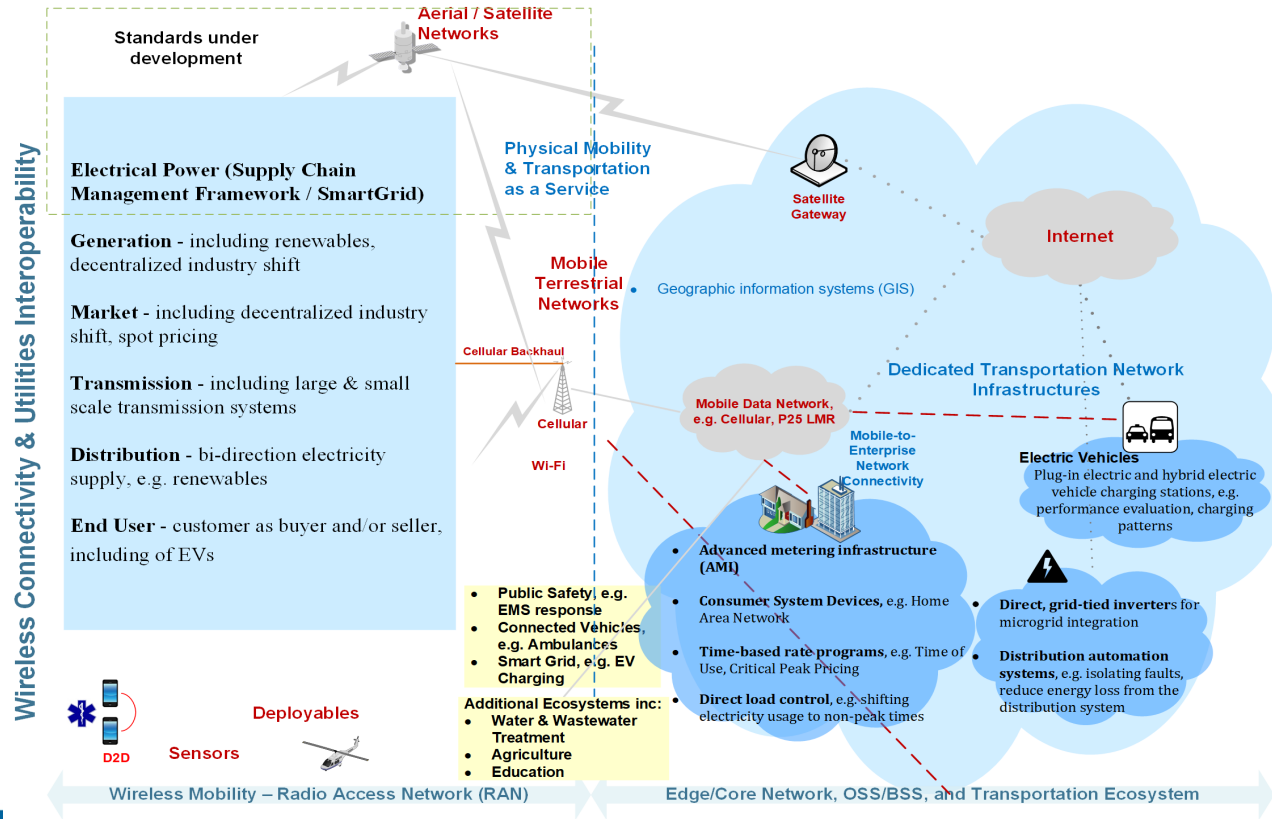 Wireless Connectivity & Utilities Interoperability
Standards under
development
Aerial / Satellite
Networks
Electrical Power (Supply Chain
Management Framework / SmartGrid)
Generation - including renewables,
decentralized industry shift
Market - including decentralized industry
shift, spot pricing
Transmission - including large & small
scale transmission systems
Distribution - bi-direction electricity
supply, e.g. renewables
End User - customer as buyer and/or seller,
including of EVs
Physical Mobility
& Transportation
as a Service
Mobile
Terrestrial
Networks
Cellular Backhaul
Cellular
Wi-Fi
Satellite
Gateway
Internet
• Geographic information systems (GIS)
Dedicated Transportation Network
Infrastructures
Mobile Data Network,
e.g. Cellular, P25 LMR
Mobile-to-
Enterprise
Network
Connectivity
Electric Vehicles
Plug-in electric and hybrid electric
vehicle charging stations, e.g.
performance evaluation, charging
patterns
• Advanced metering infrastructure
(AMI)
• Consumer System Devices, e.g. Home
Area Network
• Time-based rate programs, e.g. Time of
Use, Critical Peak Pricing
• Direct load control, e.g. shifting
electricity usage to non-peak times
• Direct, grid-tied inverters for
microgrid integration
• Distribution automation
systems, e.g. isolating faults,
reduce energy loss from the
distribution system
• Public Safety, e.g.
EMS response
• Connected Vehicles,
e.g. Ambulances
• Smart Grid, e.g. EV
Charging
Additional Ecosystems inc:
• Water & Wastewater
Treatment
• Agriculture
• Education
D2D
Deployables
Sensors
Wireless Mobility – Radio Access Network (RAN)
Edge/Core Network, OSS/BSS, and Transportation Ecosystem